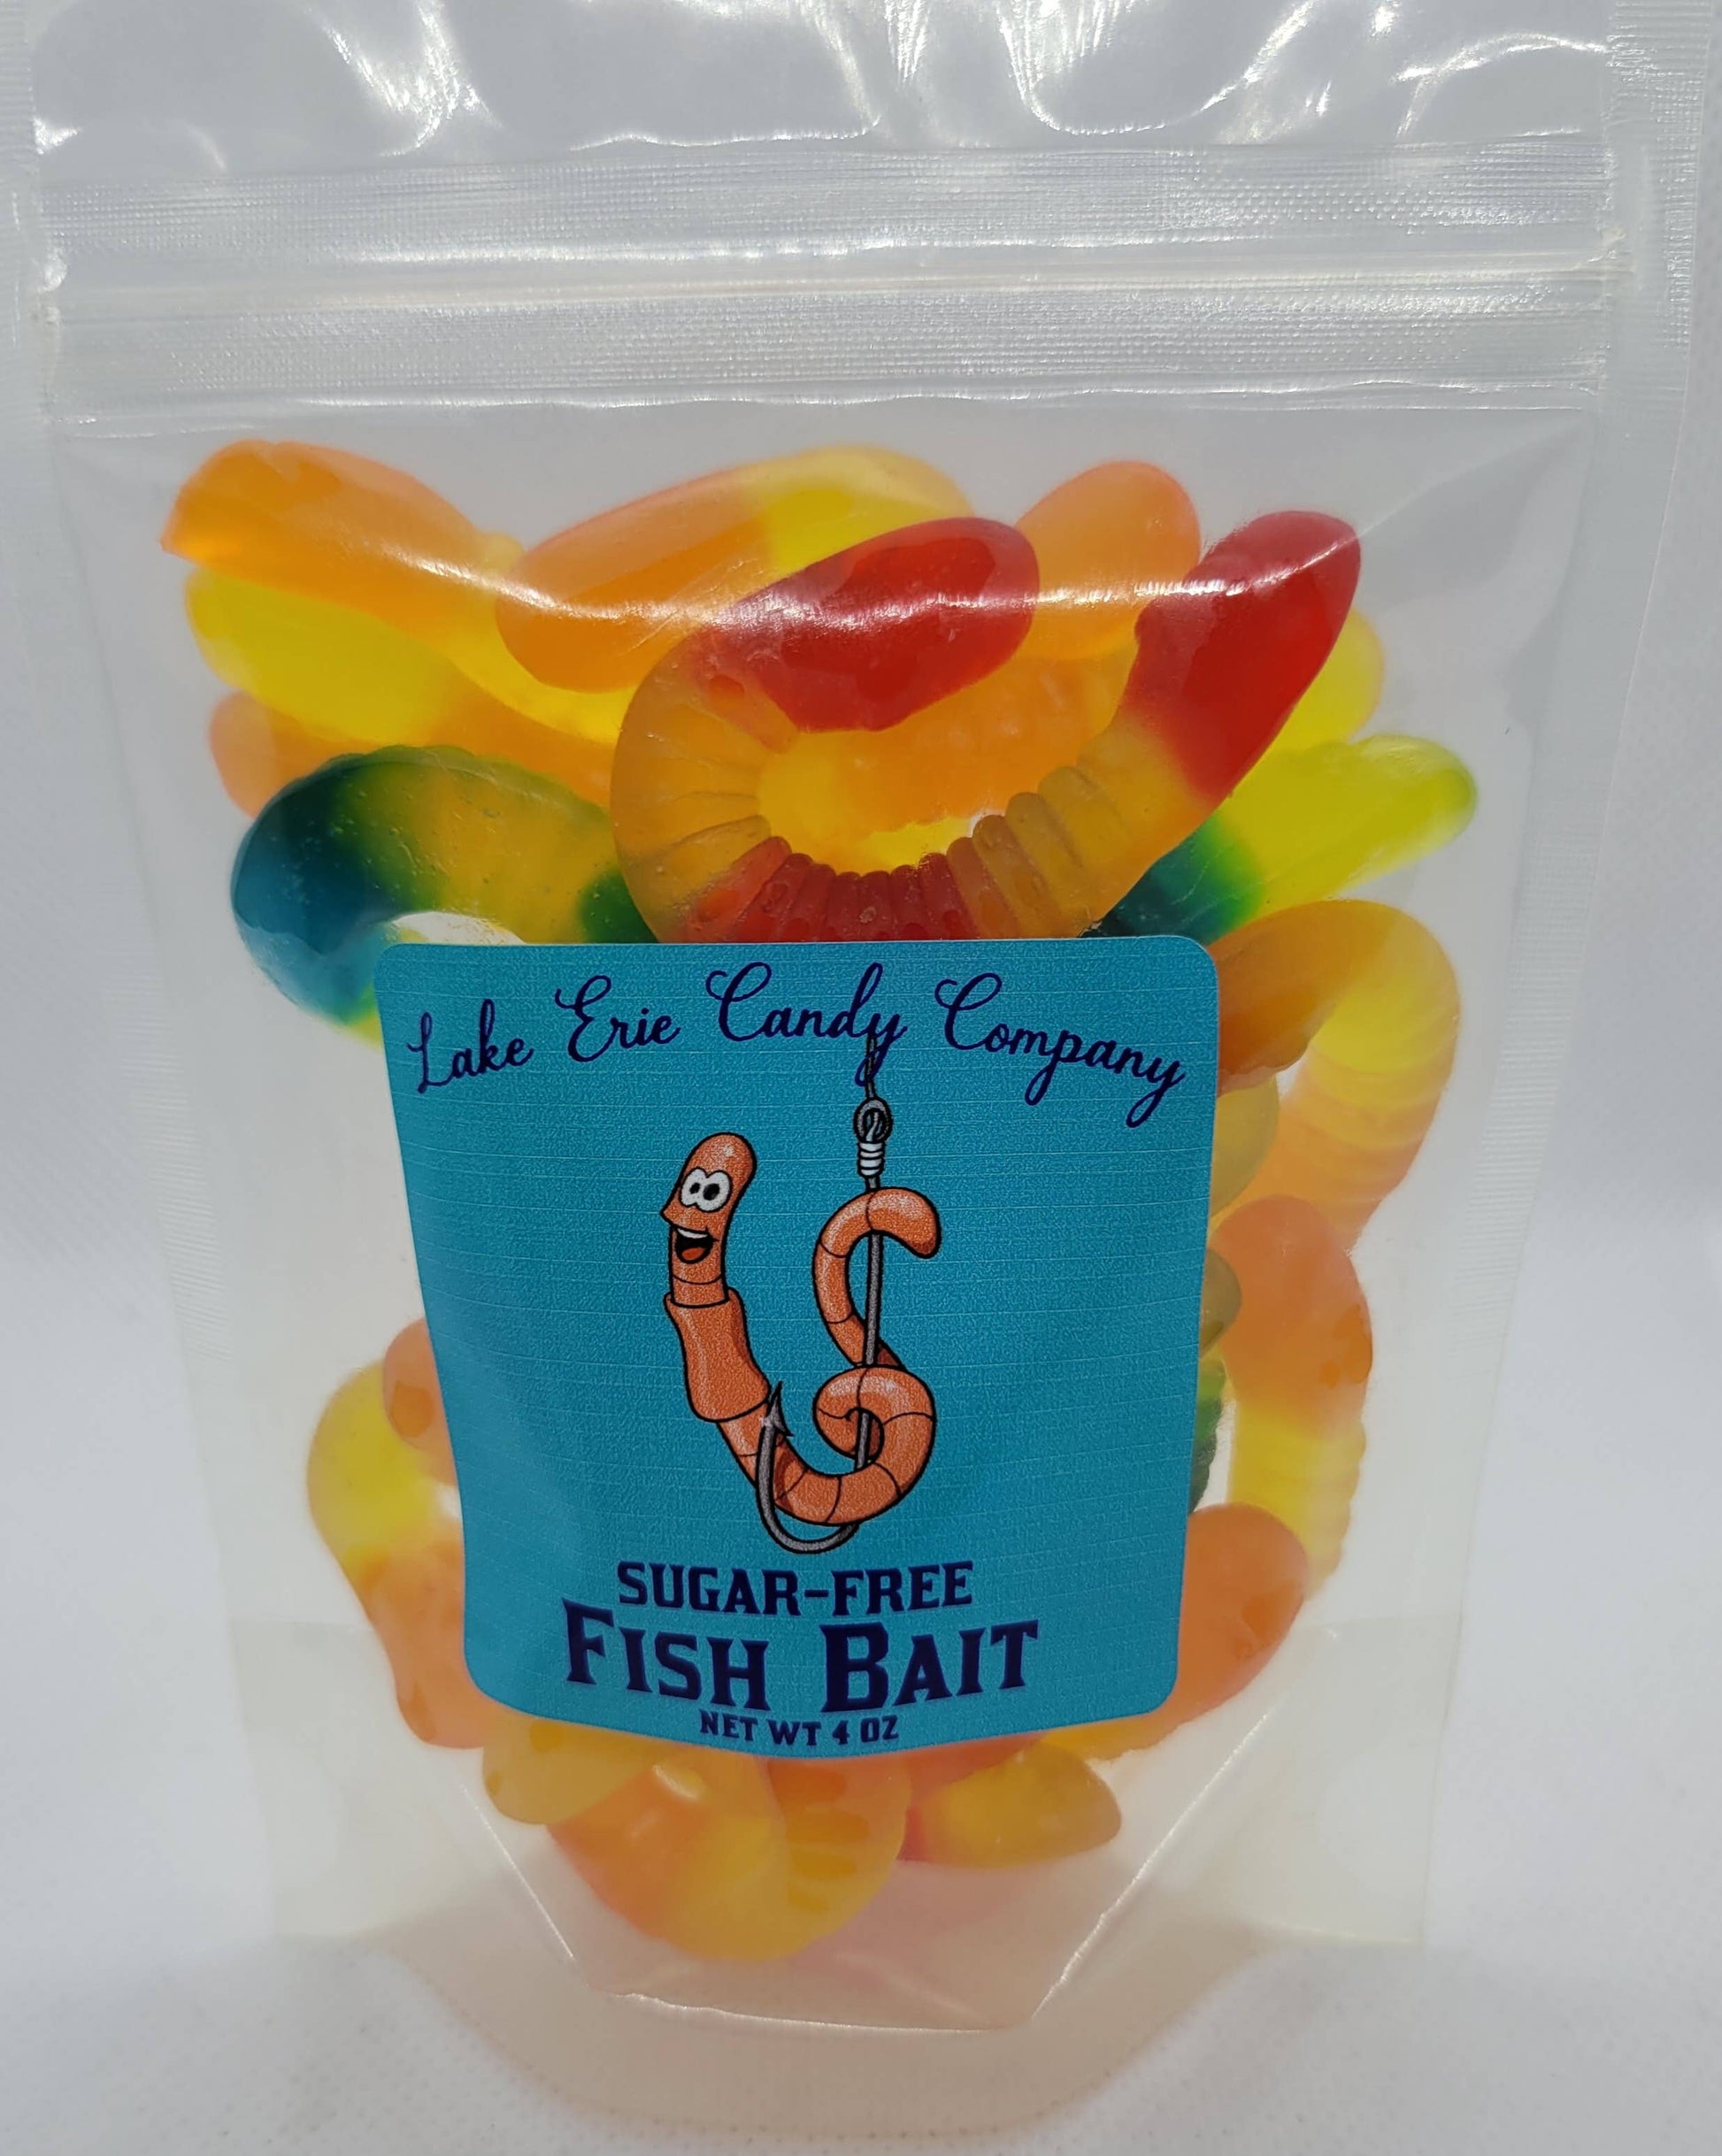 Lake Erie Candy Company
SUGAR-FREE
FISH BAIT
NET WT 4 OZ